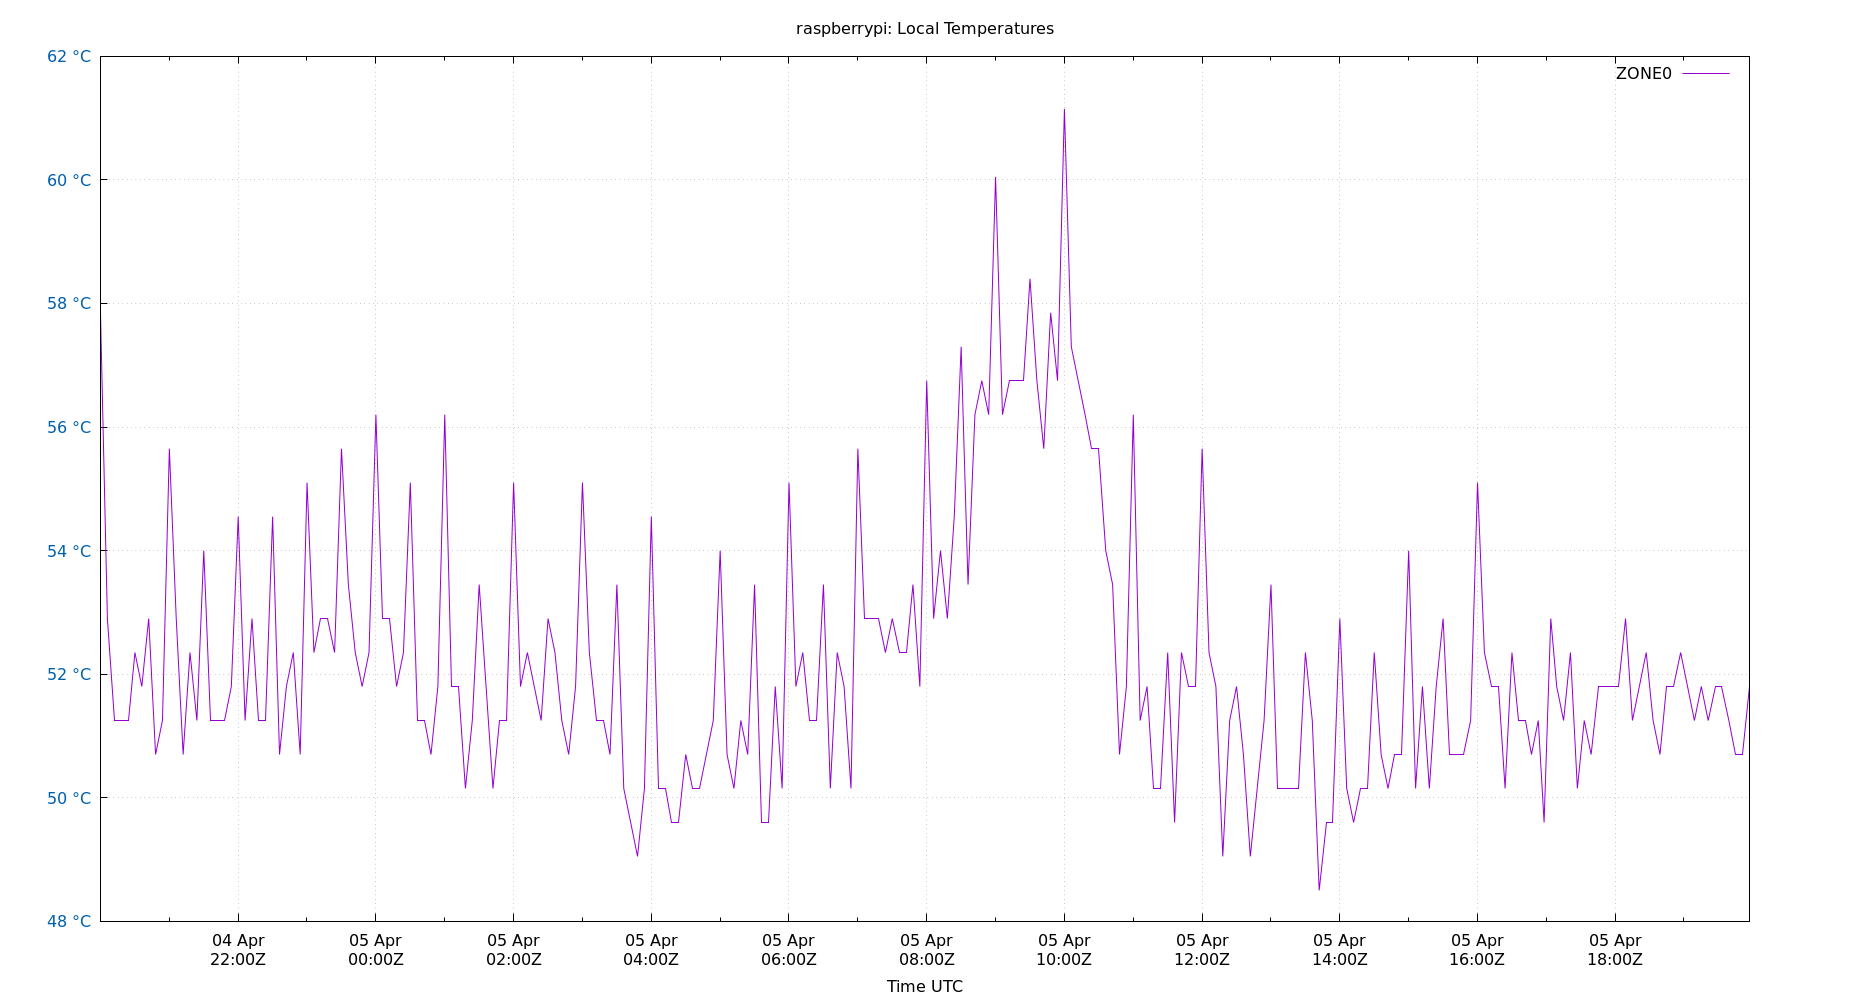 raspberrypi: Local Temperatures
62 °C
ZONE0
60 °C
58 °C
56 °C
54 °C
52 °C
50 °C
48 °C
04 Apr 05 Apr 05 Apr 05 Apr 05 Apr 05 Apr 05 Apr 05 Apr 05 Apr 05 Apr 05 Apr
22:00Z 00:00Z 02:00Z 04:00Z 06:00Z 08:00Z 10:00Z 12:00Z 14:00Z 16:00Z 18:00Z
Time UTC